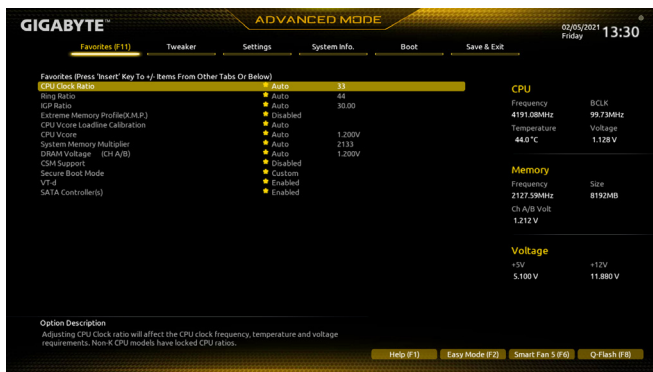 GIGABYTE™
ADVANCED MODE
02/05/2021 13:30
Friday
Favorites (F11) Tweaker Settings System Info. Boot Save & Exit
Favorites (Press 'Insert' Key To +/- Items From Other Tabs Or Below)
CPU Clock Ratio Auto 33
Ring Ratio Auto 44
IGP Ratio Auto 30.00
Extreme Memory Profile(X.M.P.) Disabled
CPU Vcore Loadline Calibration Auto
CPU Vcore Auto 1.200V
System Memory Multiplier Auto 2133
DRAM Voltage (CH A/B) Auto 1.200V
CSM Support Disabled
Secure Boot Mode Custom
VT-d Enabled
SATA Controller(s) Enabled
CPU
Frequency BCLK
4191.08MHz 99.73MHz
Temperature Voltage
44.0 °C 1.128 V
Memory
Frequency Size
2127.59MHz 8192MB
Ch A/B Volt
1.212 V
Voltage
+5V +12V
5.100 V 11.880 V
Option Description
Adjusting CPU Clock ratio will affect the CPU clock frequency, temperature and voltage
requirements. Non-K CPU models have locked CPU ratios.
Help (F1) Easy Mode (F2) Smart Fan 5 (F6) Q-Flash (F8)